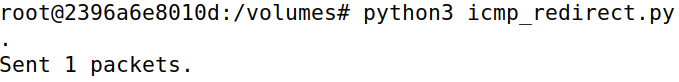 root@2396a6e8010d:/volumes# python3 icmp_redirect.py
.
Sent 1 packets.